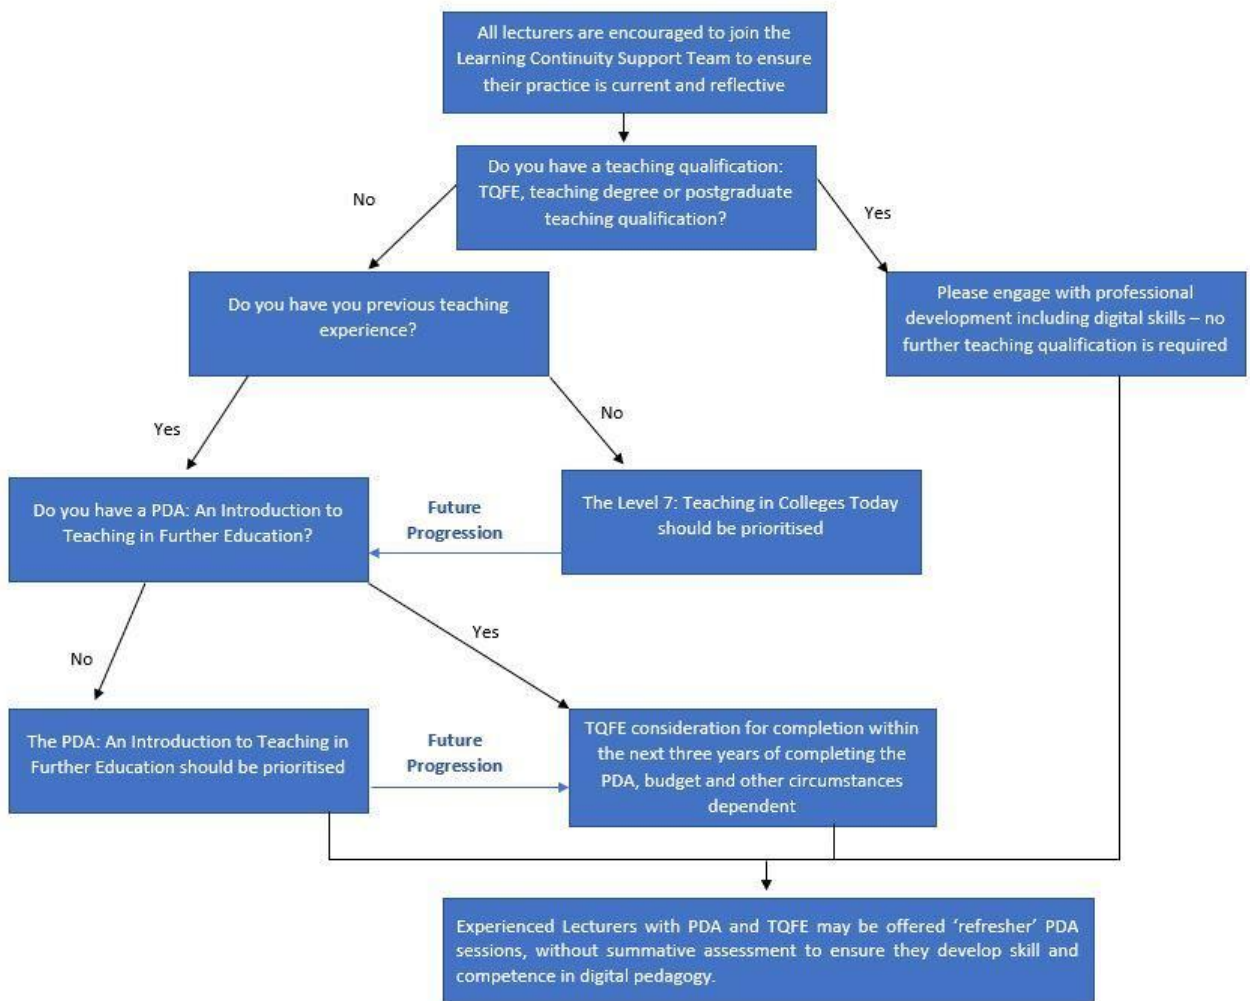 All lecturers are encouraged to join the
Learning Continuity Support Team to ensure
their practice is current and reflective
Do you have a teaching qualification:
TQFE, teaching degree or postgraduate
teaching qualification?
No
Yes
Do you have you previous teaching
experience?
Please engage with professional
development including digital skills – no
further teaching qualification is required
Yes
No
Do you have a PDA: An Introduction to
Teaching in Further Education?
Future
Progression
The Level 7: Teaching in Colleges Today
should be prioritised
No
Yes
The PDA: An Introduction to Teaching in
Further Education should be prioritised
Future
Progression
TQFE consideration for completion within
the next three years of completing the
PDA, budget and other circumstances
dependent
Experienced Lecturers with PDA and TQFE may be offered ‘refresher’ PDA
sessions, without summative assessment to ensure they develop skill and
competence in digital pedagogy.